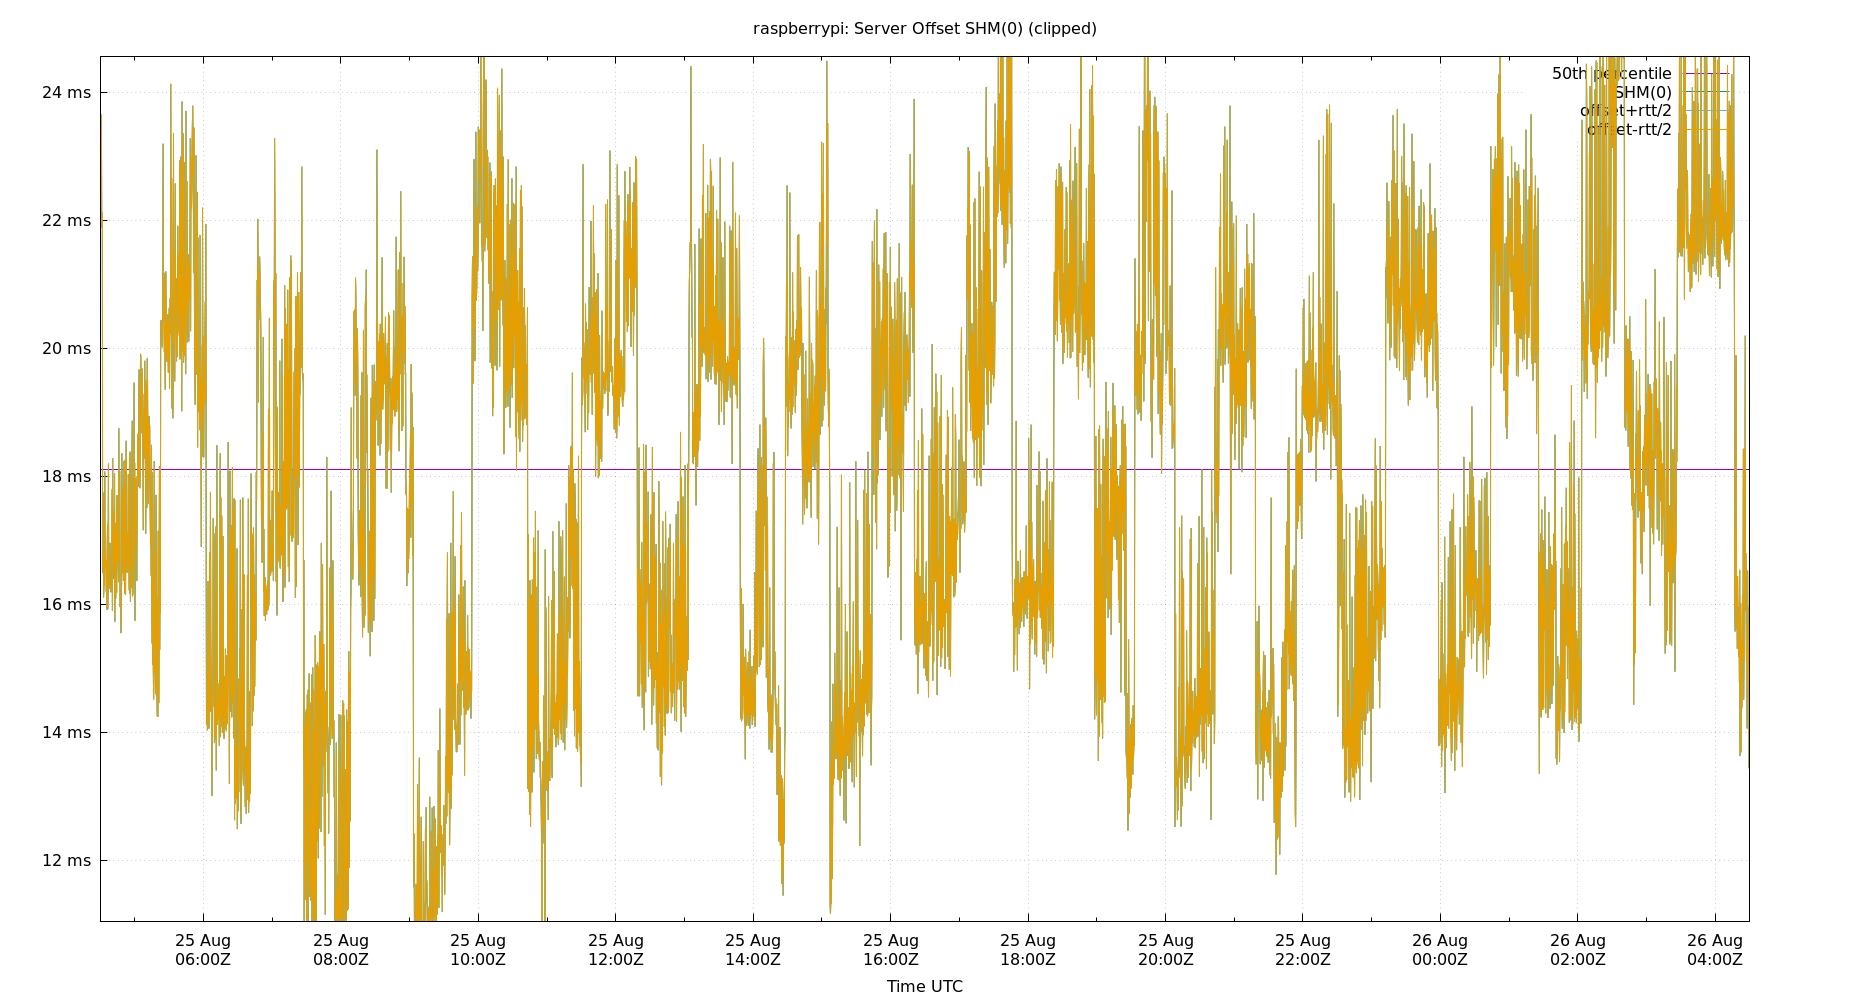 raspberrypi: Server Offset SHM(0) (clipped)
50th percentile
SHM(0)
offset+rtt/2
offset-rtt/2
24 ms
22 ms
20 ms
18 ms
16 ms
14 ms
12 ms
25 Aug 25 Aug 25 Aug 25 Aug 25 Aug 25 Aug 25 Aug 25 Aug 25 Aug 26 Aug 26 Aug 26 Aug
06:00Z 08:00Z 10:00Z 12:00Z 14:00Z 16:00Z 18:00Z 20:00Z 22:00Z 00:00Z 02:00Z 04:00Z
Time UTC